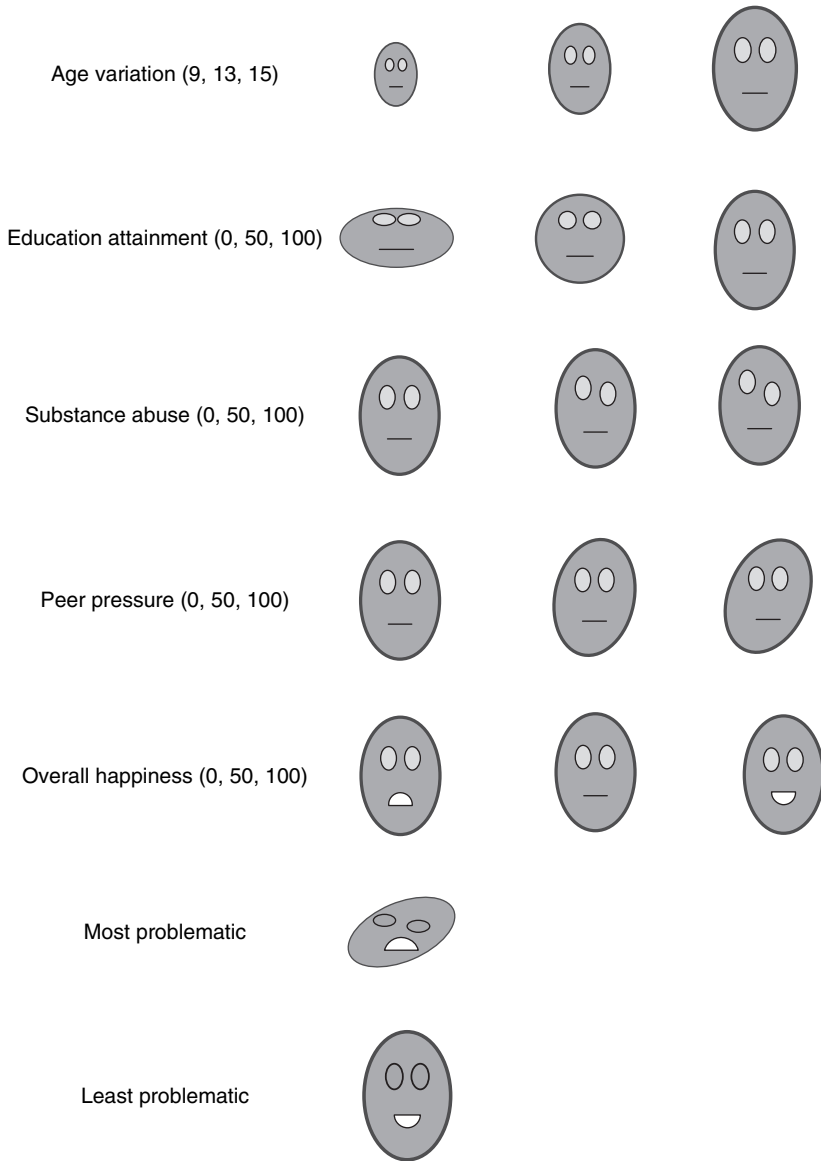 Age variation (9, 13, 15)
Education attainment (0, 50, 100)
Substance abuse (0, 50, 100)
Peer pressure (0, 50, 100)
Overall happiness (0, 50, 100)
Most problematic
Least problematic